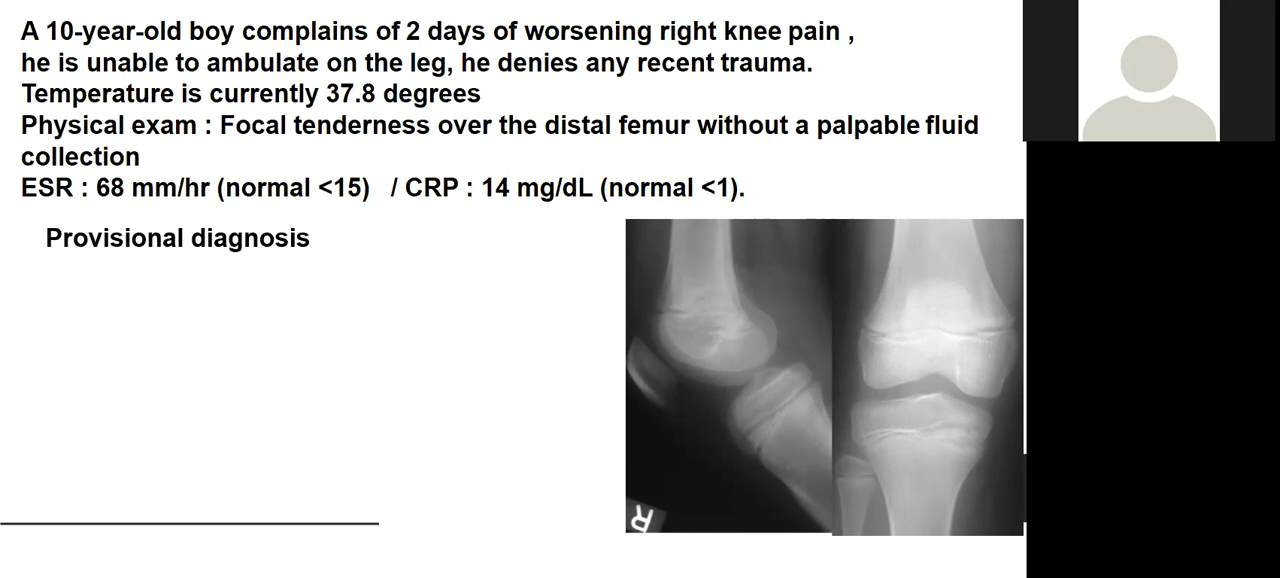 A 10-year-old boy complains of 2 days of worsening right knee pain ,
he is unable to ambulate on the leg, he denies any recent trauma.
Temperature is currently 37.8 degrees
Physical exam : Focal tenderness over the distal femur without a palpable fluid
collection
ESR : 68 mm/hr (normal <15) / CRP : 14 mg/dL (normal <1).
Provisional diagnosis
R